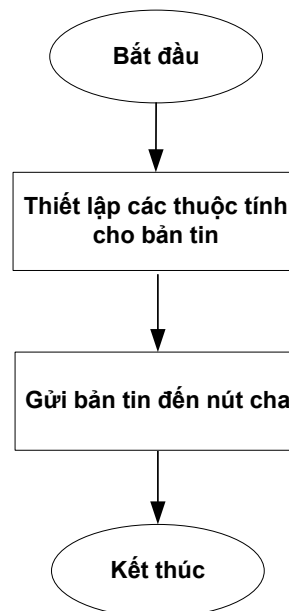 Bắt đầu
Thiết lập các thuộc tính
cho bản tin
Gửi bản tin đến nút cha
Kết thúc